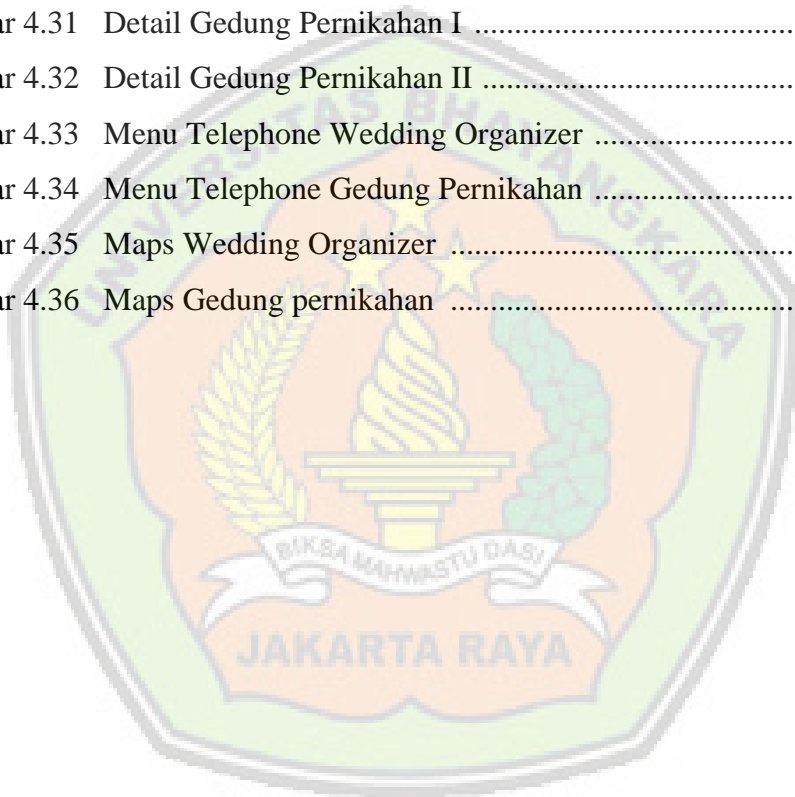 ar 4.31 Detail Gedung Pernikahan I ........................................
ar 4.32 Detail Gedung Pernikahan II .......................................
ar 4.33 Menu Telephone Wedding Organizer .........................
ar 4.34 Menu Telephone Gedung Pernikahan .........................
ar 4.35 Maps Wedding Organizer ...........................................
ar 4.36 Maps Gedung pernikahan ...........................................
UNIVERSITAS BHAYANGKARA
BIKSA MAHWASTU DASI
JAKARTA RAYA